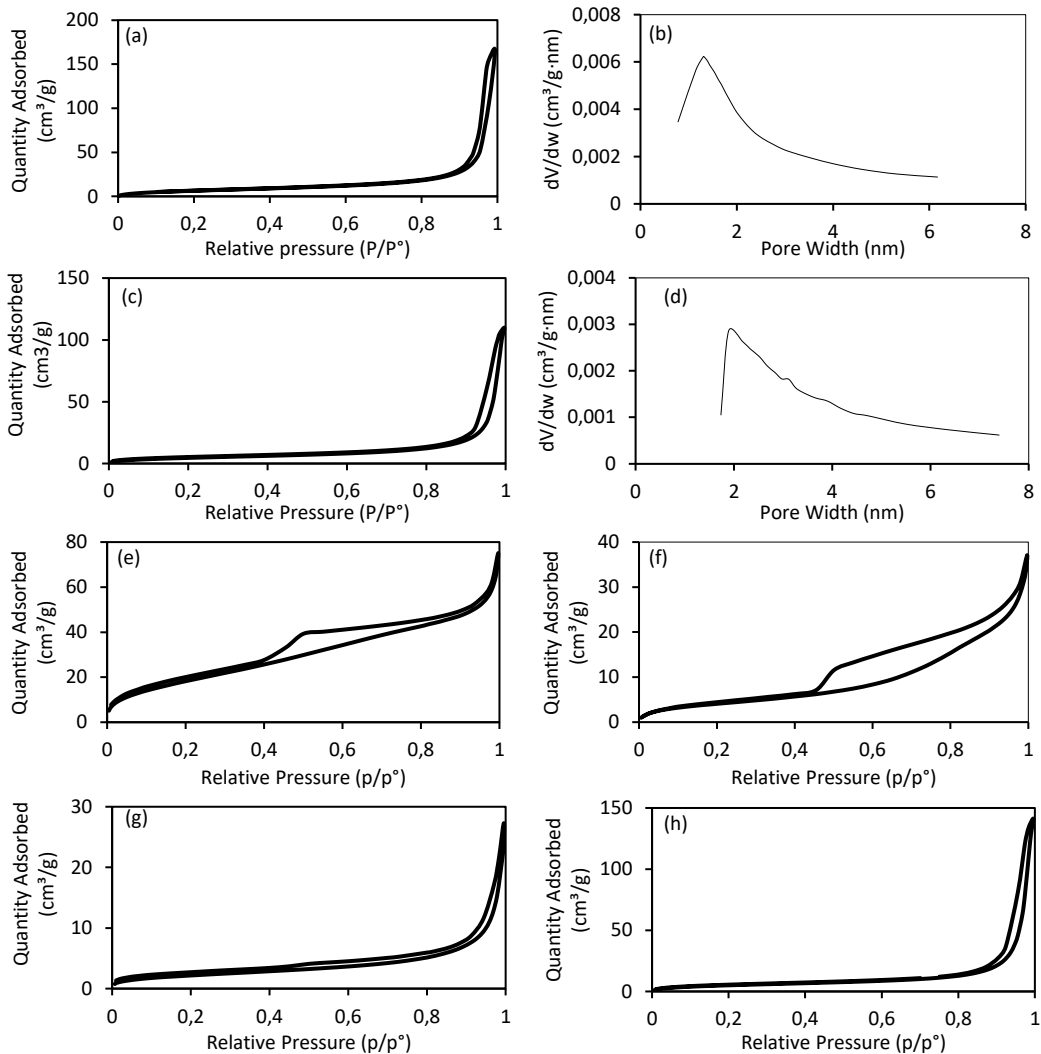 (a)
Quantity Adsorbed
(cm³/g)
200
150
100
50
0
0 0,2 0,4 0,6 0,8 1
Relative pressure (P/P°)
(b)
dV/dw (cm³/g·nm)
0,008
0,006
0,004
0,002
0
0 2 4 6 8
Pore Width (nm)
(c)
Quantity Adsorbed
(cm3/g)
150
100
50
0
0 0,2 0,4 0,6 0,8 1
Relative Pressure (P/P°)
(d)
dV/dw (cm³/g·nm)
0,004
0,003
0,002
0,001
0
0 2 4 6 8
Pore Width (nm)
(e)
Quantity Adsorbed
(cm³/g)
80
60
40
20
0
0 0,2 0,4 0,6 0,8 1
Relative Pressure (p/p°)
(f)
Quantity Adsorbed
(cm³/g)
40
30
20
10
0
0 0,2 0,4 0,6 0,8 1
Relative Pressure (p/p°)
(g)
Quantity Adsorbed
(cm³/g)
30
20
10
0
0 0,2 0,4 0,6 0,8 1
Relative Pressure (p/p°)
(h)
Quantity Adsorbed
(cm³/g)
150
100
50
0
0 0,2 0,4 0,6 0,8 1
Relative Pressure (p/p°)